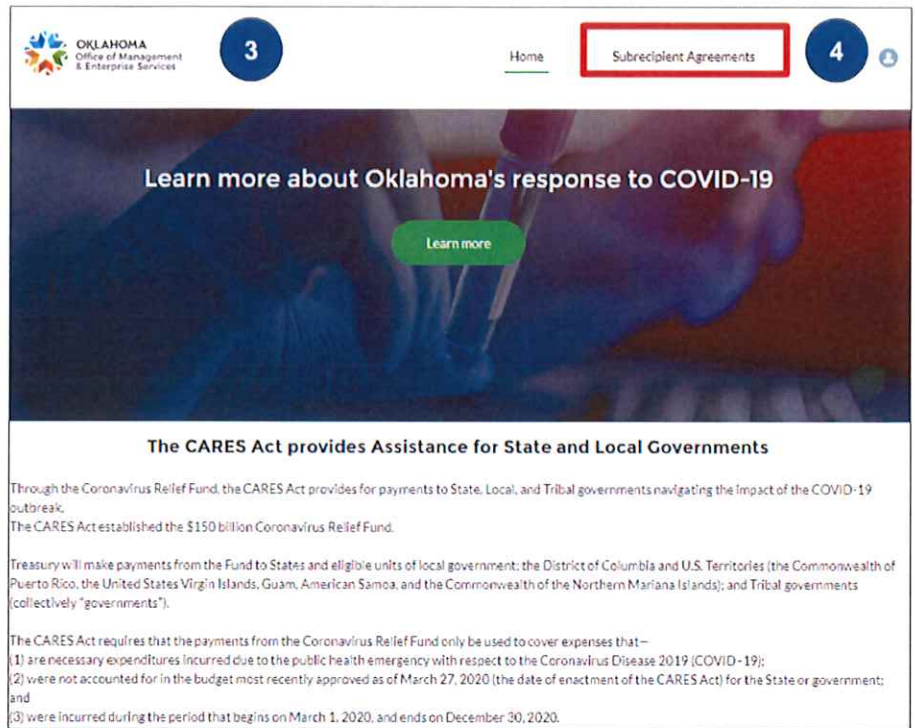 OKLAHOMA
Office of Management
& Enterprise Services
3
Home
Subrecipient Agreements
4
Learn more about Oklahoma's response to COVID-19
Learn more
The CARES Act provides Assistance for State and Local Governments
Through the Coronavirus Relief Fund, the CARES Act provides for payments to State, Local, and Tribal governments navigating the impact of the COVID-19
outbreak.
The CARES Act established the $150 billion Coronavirus Relief Fund.
Treasury will make payments from the Fund to States and eligible units of local government; the District of Columbia and U.S. Territories (the Commonwealth of
Puerto Rico, the United States Virgin Islands, Guam, American Samoa, and the Commonwealth of the Northern Mariana Islands); and Tribal governments
(collectively "governments").
The CARES Act requires that the payments from the Coronavirus Relief Fund only be used to cover expenses that—
(1) are necessary expenditures incurred due to the public health emergency with respect to the Coronavirus Disease 2019 (COVID-19);
(2) were not accounted for in the budget most recently approved as of March 27, 2020 (the date of enactment of the CARES Act) for the State or government;
and
(3) were incurred during the period that begins on March 1, 2020, and ends on December 30, 2020.